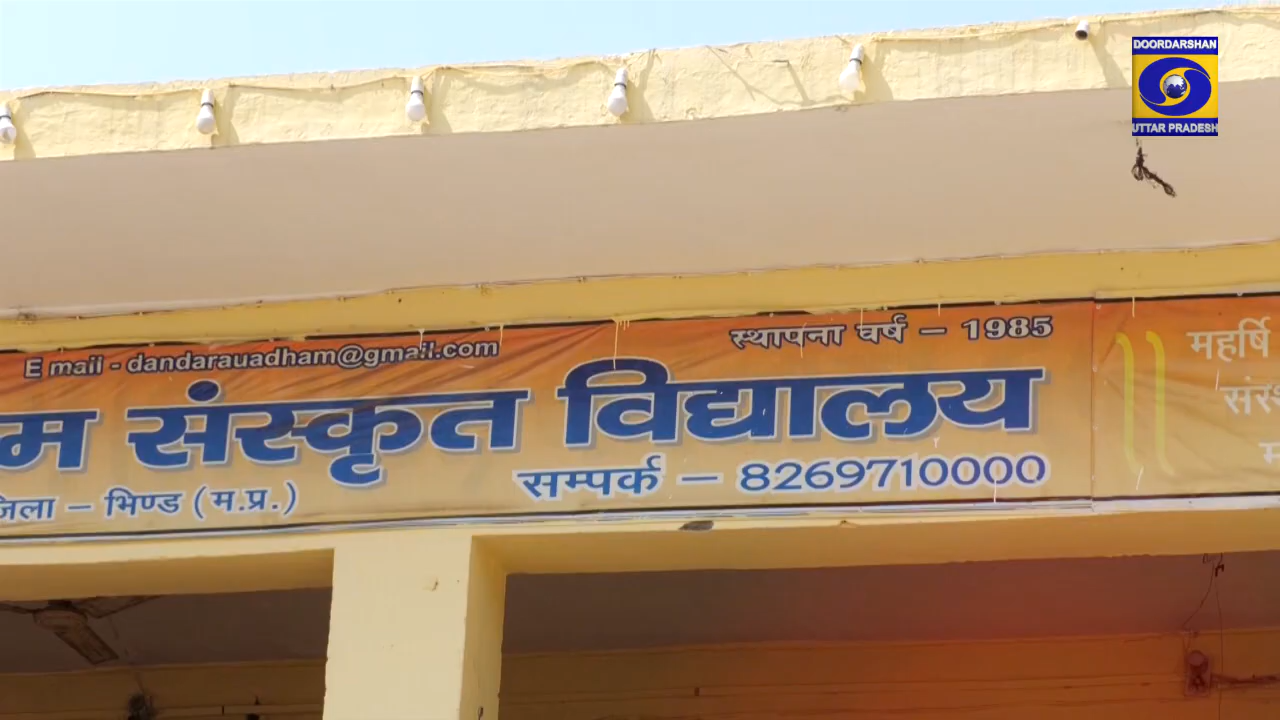 DOORDARSHAN
UTTAR PRADESH
E mail - dandarauadham@gmail.com
स्थापना वर्ष – 1985
म संस्कृत विद्यालय
जिला – भिण्ड (म.प्र.)
सम्पर्क – 8269710000
महर्षि